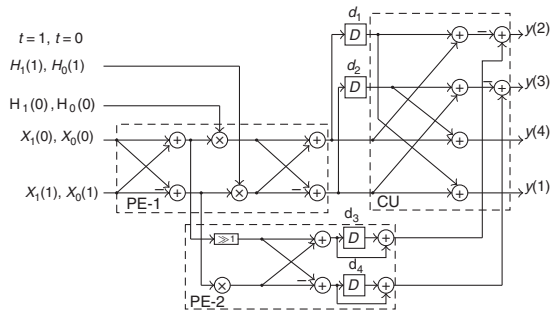 d₁
y(2)
t=1, t=0
D
H₁(1), H₀(1)
d₂
D
y(3)
H₁(0), H₀(0)
X₁(0), X₀(0)
y(4)
X₁(1), X₀(1)
y(1)
PE-1
CU
≫1
d₃
D
d₄
D
PE-2